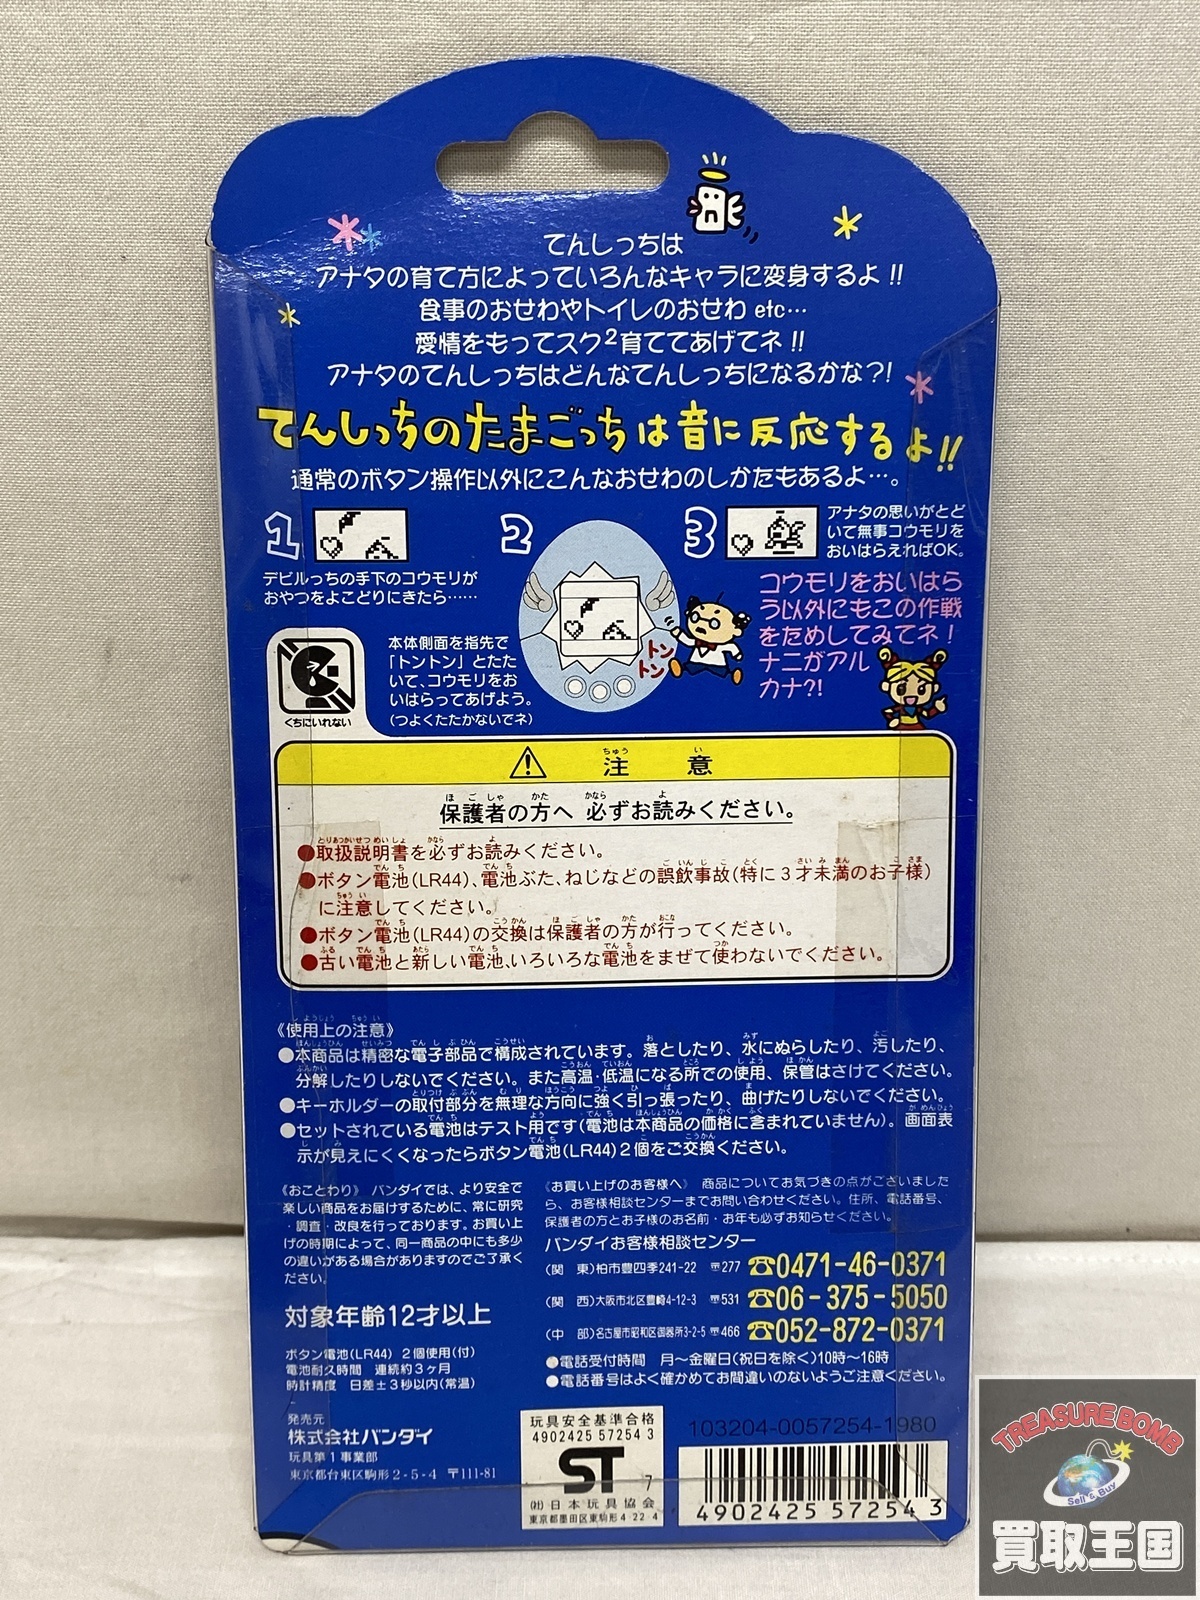 てんしっちは
アナタの育て方によっていろんなキャラに変身するよ!!
食事のおせわやトイレのおせわ etc…
愛情をもってスク²育ててあげてネ!!
アナタのてんしっちはどんなてんしっちになるかな?!
てんしっちのたまごっちは音に反応するよ!!
通常のボタン操作以外にこんなおせわのしかたもあるよ…。
1
デビルっちの手下のコウモリが
おやつをよこどりにきたら……
2
本体側面を指先で
「トントン」とたた
いて、コウモリをお
いはらってあげよう。
(つよくたたかないでネ)
トン
トン
3
アナタの思いがとど
いて無事コウモリを
おいはらえればOK。
コウモリをおいはら
う以外にもこの作戦
をためしてみてネ!
ナニがアル
カナ?!
くちにいれない
注意
保護者の方へ 必ずお読みください。
●取扱説明書を必ずお読みください。
●ボタン電池(LR44)、電池ぶた、ねじなどの誤飲事故(特に3才未満のお子様)
に注意してください。
●ボタン電池(LR44)の交換は保護者の方が行ってください。
●古い電池と新しい電池、いろいろな電池をまぜて使わないでください。
《使用上の注意》
●本商品は精密な電子部品で構成されています。落としたり、水にぬらしたり、汚したり、
分解したりしないでください。また高温・低温になる所での使用、保管はさけてください。
●キーホルダーの取付部分を無理な方向に強く引っ張ったり、曲げたりしないでください。
●セットされている電池はテスト用です(電池は本商品の価格に含まれていません)。画面表
示が見えにくくなったらボタン電池(LR44)2個をご交換ください。
《おことわり》 バンダイでは、より安全で
楽しい商品をお届けするために、常に研究
・調査・改良を行っております。お買い上
げの時期によって、同一商品の中にも多少
の違いがある場合がありますのでご了承く
ださい。
対象年齢12才以上
ボタン電池(LR44) 2個使用(付)
電池耐久時間 連続約3ヶ月
時計精度 日差±3秒以内(常温)
発売元
株式会社バンダイ
玩具第1事業部
東京都台東区駒形2-5-4 〒111-81
《お買い上げのお客様へ》 商品についてお気づきの点がございました
ら、お客様相談センターまでお問い合わせください。住所、電話番号、
保護者の方とお子様のお名前・お年も必ずお知らせください。
バンダイお客様相談センター
(関 東)柏市豊四季241-22 〒277 ☎0471-46-0371
(関 西)大阪市北区豊崎4-12-3 〒531 ☎06-375-5050
(中 部)名古屋市昭和区御器所3-2-5 〒466 ☎052-872-0371
●電話受付時間 月～金曜日(祝日を除く)10時～16時
●電話番号はよく確かめてお間違いのないようご注意ください。
玩具安全基準合格
4902425 57254 3
ST
7
(社)日本玩具協会
東京都墨田区東駒形4-22-4
103204-0057254-1980
4902425 572543
TREASURE BOMB
Sell & Buy
買取王国